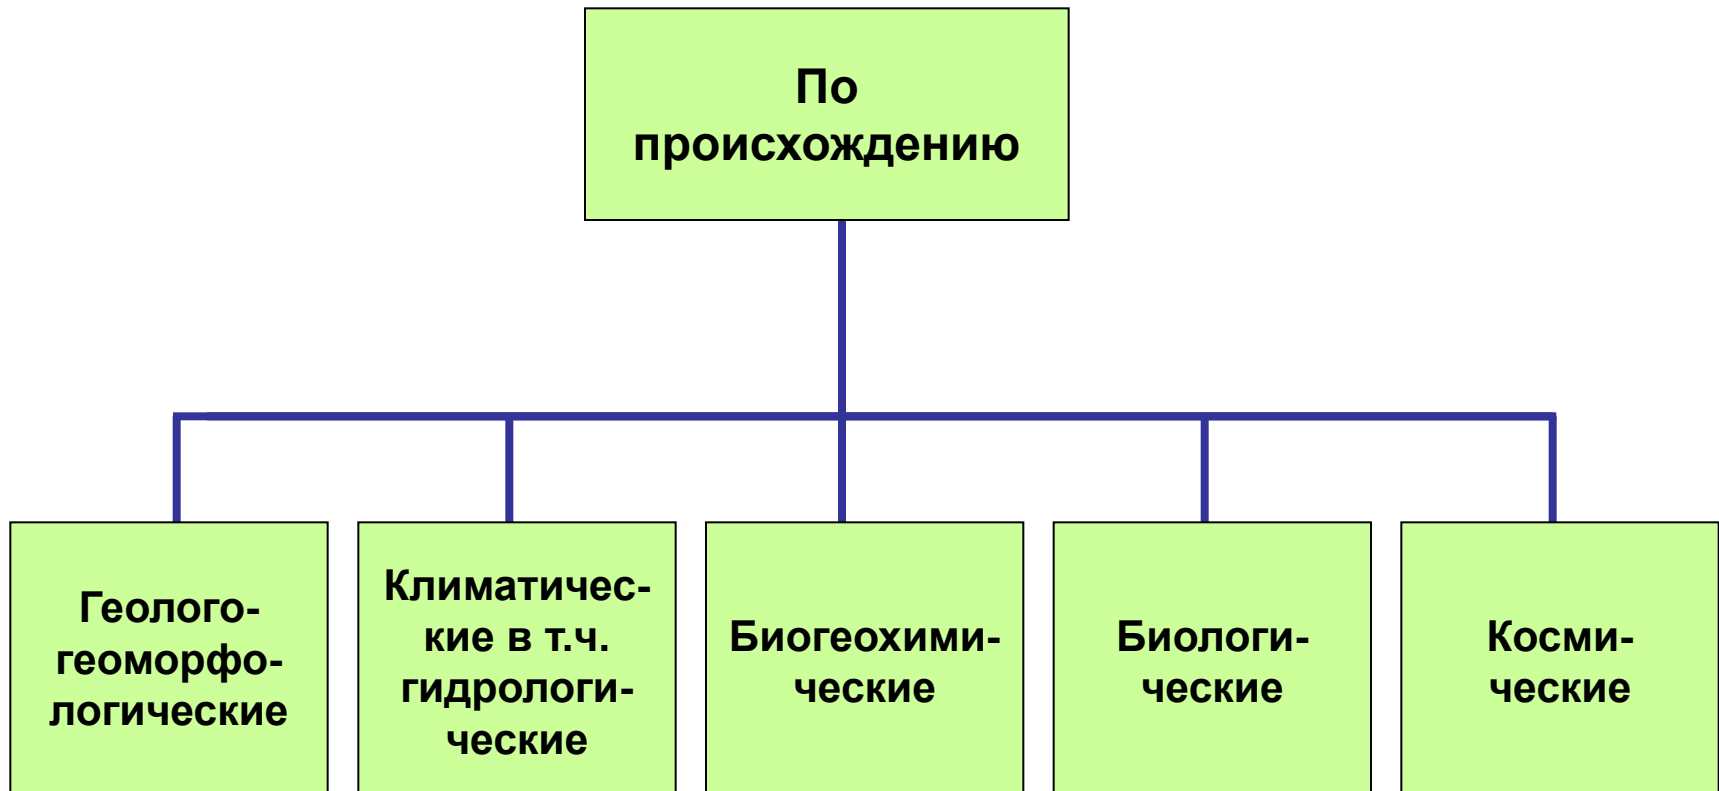 По
происхождению
Геолого-
геоморфо-
логические
Климатичес-
кие в т.ч.
гидрологи-
ческие
Биогеохими-
ческие
Биологи-
ческие
Косми-
ческие